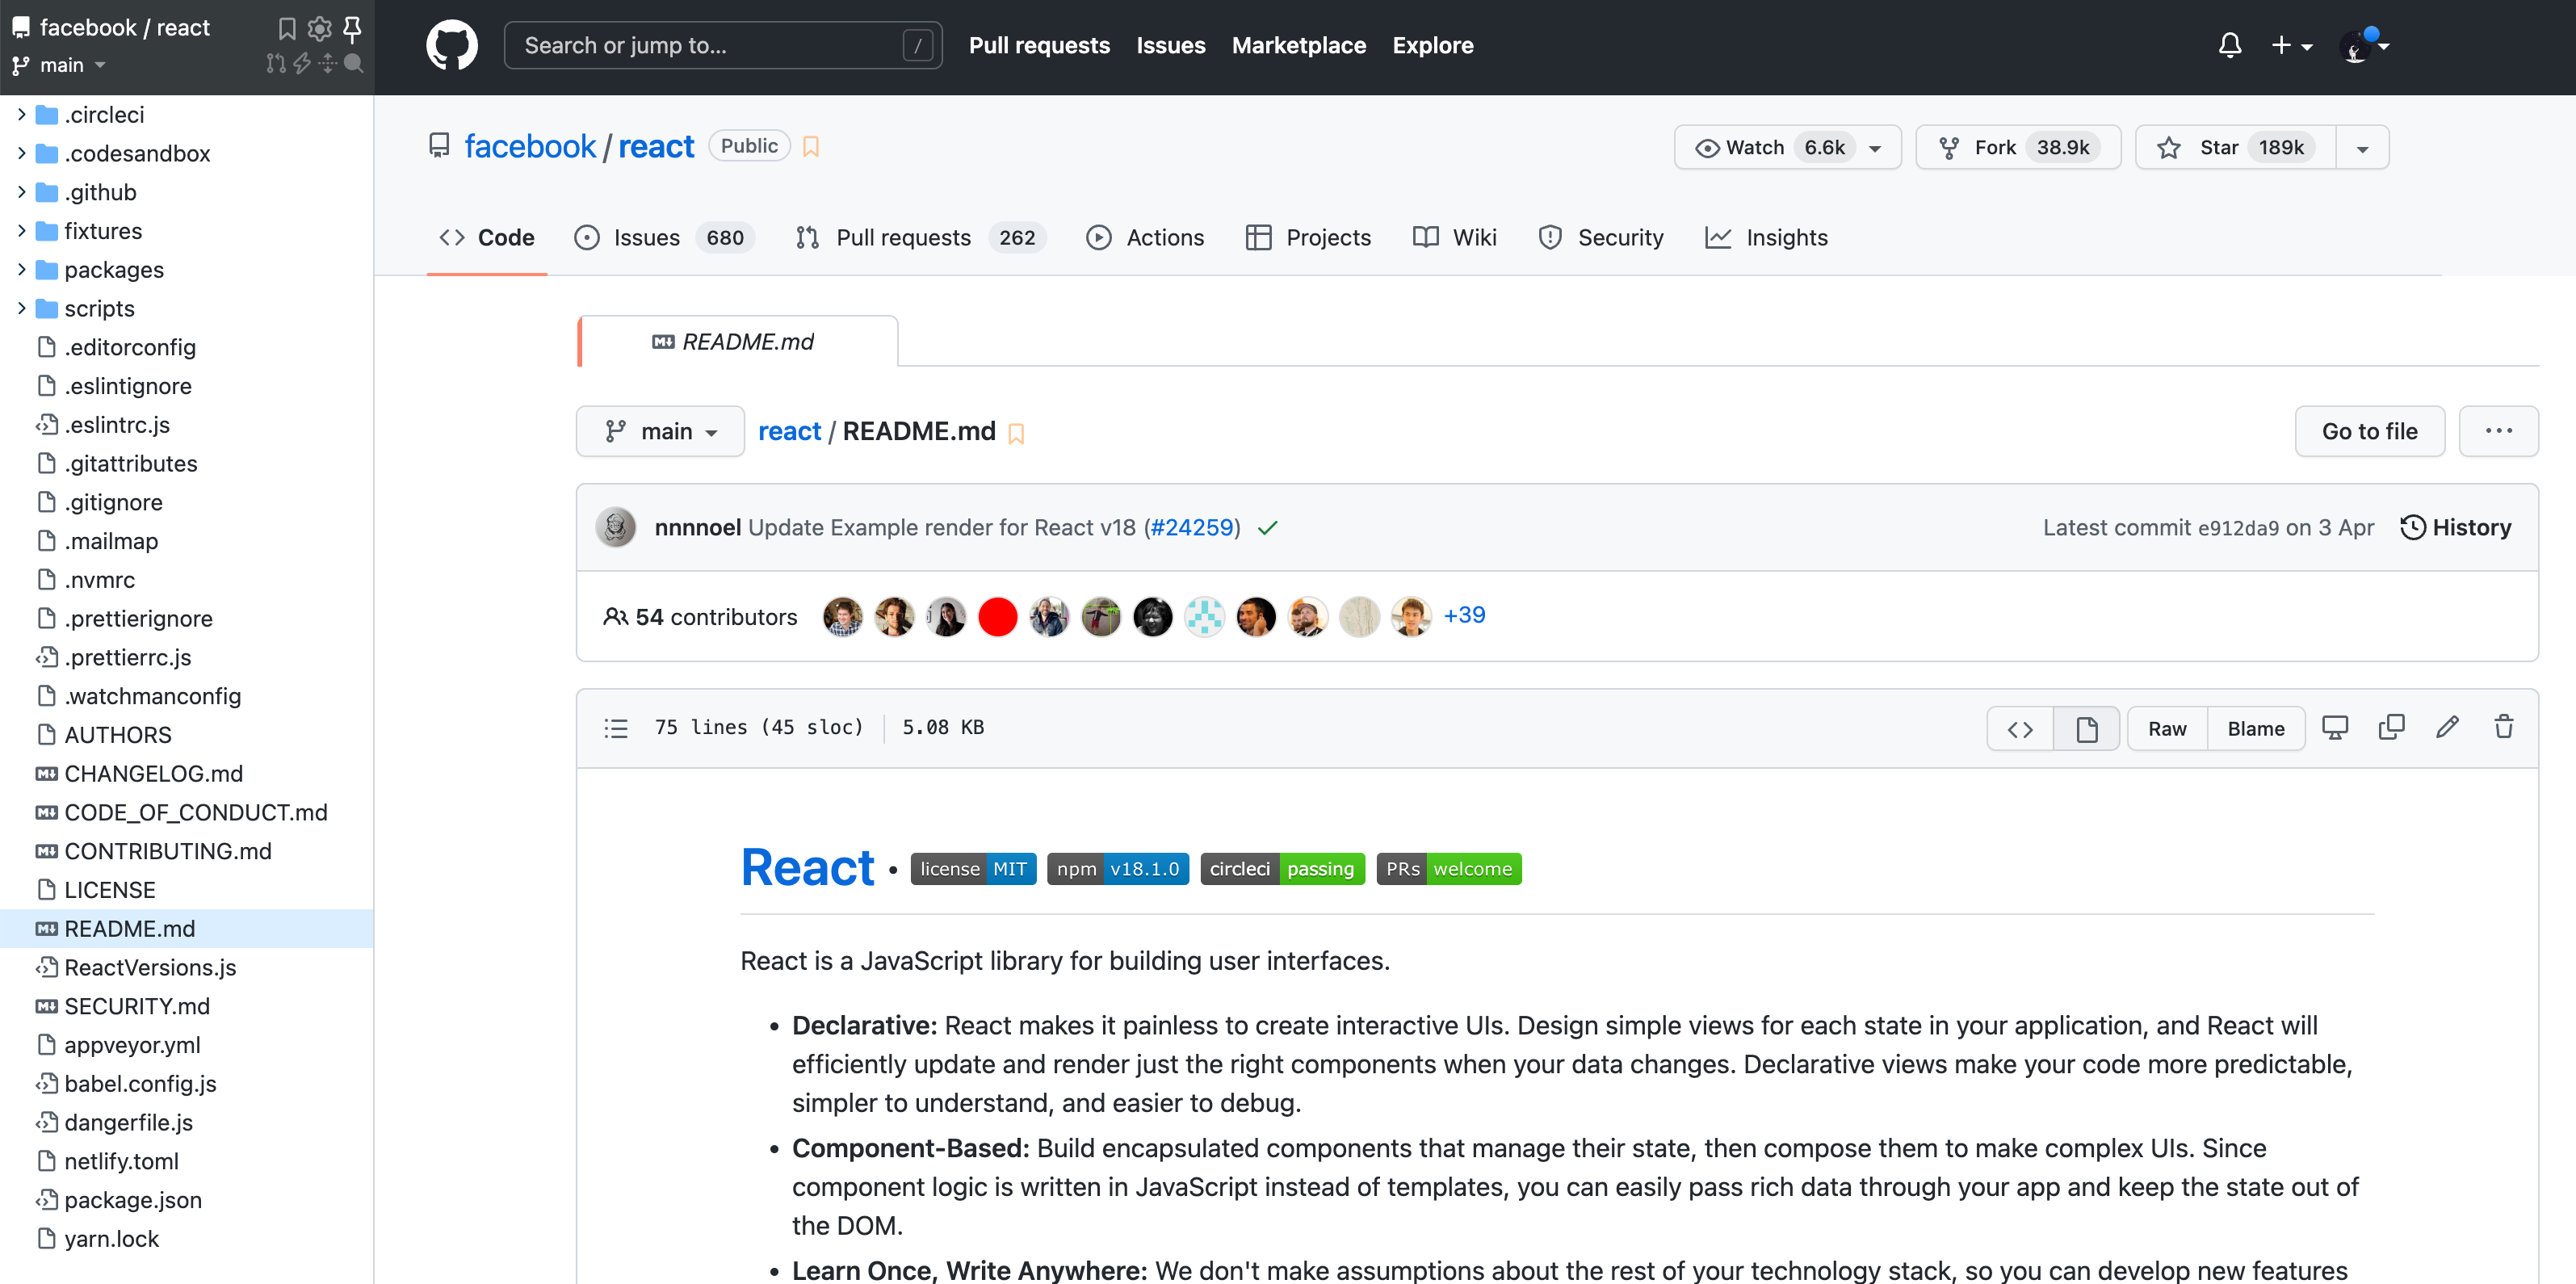 facebook / react
main
.circleci
.codesandbox
.github
fixtures
packages
scripts
.editorconfig
.eslintignore
.eslintrc.js
.gitattributes
.gitignore
.mailmap
.nvmrc
.prettierignore
.prettierrc.js
.watchmanconfig
AUTHORS
CHANGELOG.md
CODE_OF_CONDUCT.md
CONTRIBUTING.md
LICENSE
README.md
ReactVersions.js
SECURITY.md
appveyor.yml
babel.config.js
dangerfile.js
netlify.toml
package.json
yarn.lock
Search or jump to... / Pull requests Issues Marketplace Explore
facebook / react Public Watch 6.6k Fork 38.9k Star 189k
Code Issues 680 Pull requests 262 Actions Projects Wiki Security Insights
README.md
main react / README.md Go to file ...
nnnnoel Update Example render for React v18 (#24259) Latest commit e912da9 on 3 Apr History
54 contributors +39
75 lines (45 sloc) 5.08 KB Raw Blame
React • license MIT npm v18.1.0 circleci passing PRs welcome
React is a JavaScript library for building user interfaces.
• Declarative: React makes it painless to create interactive UIs. Design simple views for each state in your application, and React will
efficiently update and render just the right components when your data changes. Declarative views make your code more predictable,
simpler to understand, and easier to debug.
• Component-Based: Build encapsulated components that manage their state, then compose them to make complex UIs. Since
component logic is written in JavaScript instead of templates, you can easily pass rich data through your app and keep the state out of
the DOM.
• Learn Once, Write Anywhere: We don't make assumptions about the rest of your technology stack, so you can develop new features